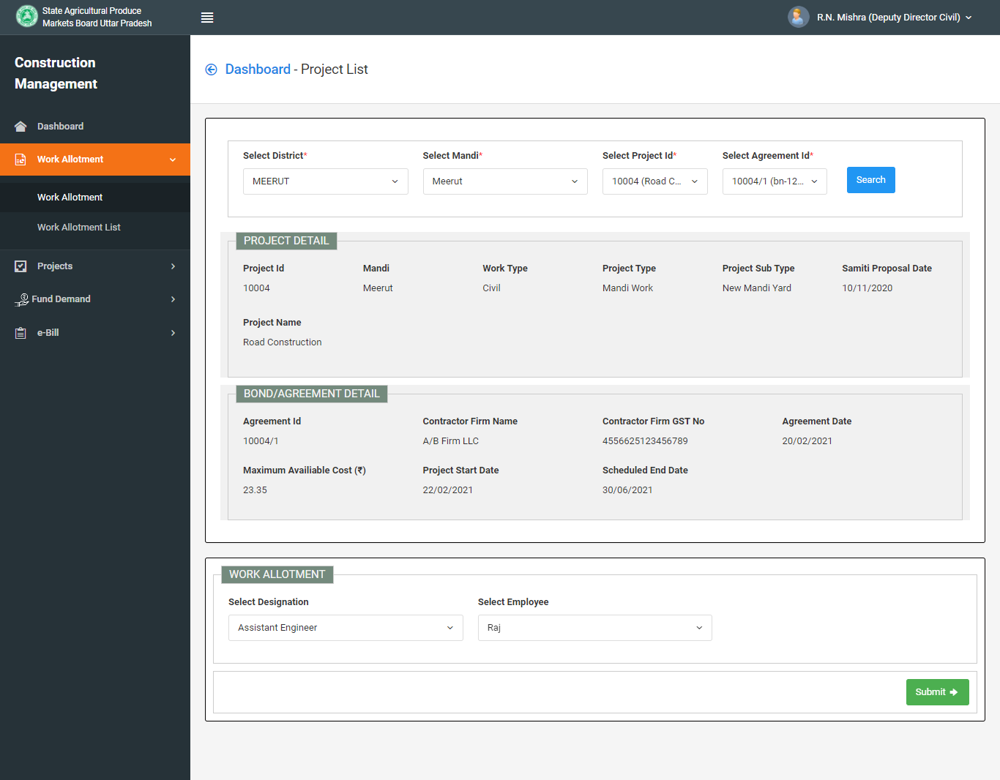 State Agricultural Produce
Markets Board Uttar Pradesh
R.N. Mishra (Deputy Director Civil)
Construction
Management
Dashboard
Work Allotment
Work Allotment
Work Allotment List
Projects
Fund Demand
e-Bill
Dashboard - Project List
Select District* Select Mandi* Select Project Id* Select Agreement Id*
MEERUT Meerut 10004 (Road C... 10004/1 (bn-12... Search
PROJECT DETAIL
Project Id Mandi Work Type Project Type Project Sub Type Samiti Proposal Date
10004 Meerut Civil Mandi Work New Mandi Yard 10/11/2020
Project Name
Road Construction
BOND/AGREEMENT DETAIL
Agreement Id Contractor Firm Name Contractor Firm GST No Agreement Date
10004/1 A/B Firm LLC 4556625123456789 20/02/2021
Maximum Availiable Cost (₹) Project Start Date Scheduled End Date
23.35 22/02/2021 30/06/2021
WORK ALLOTMENT
Select Designation Select Employee
Assistant Engineer Raj
Submit